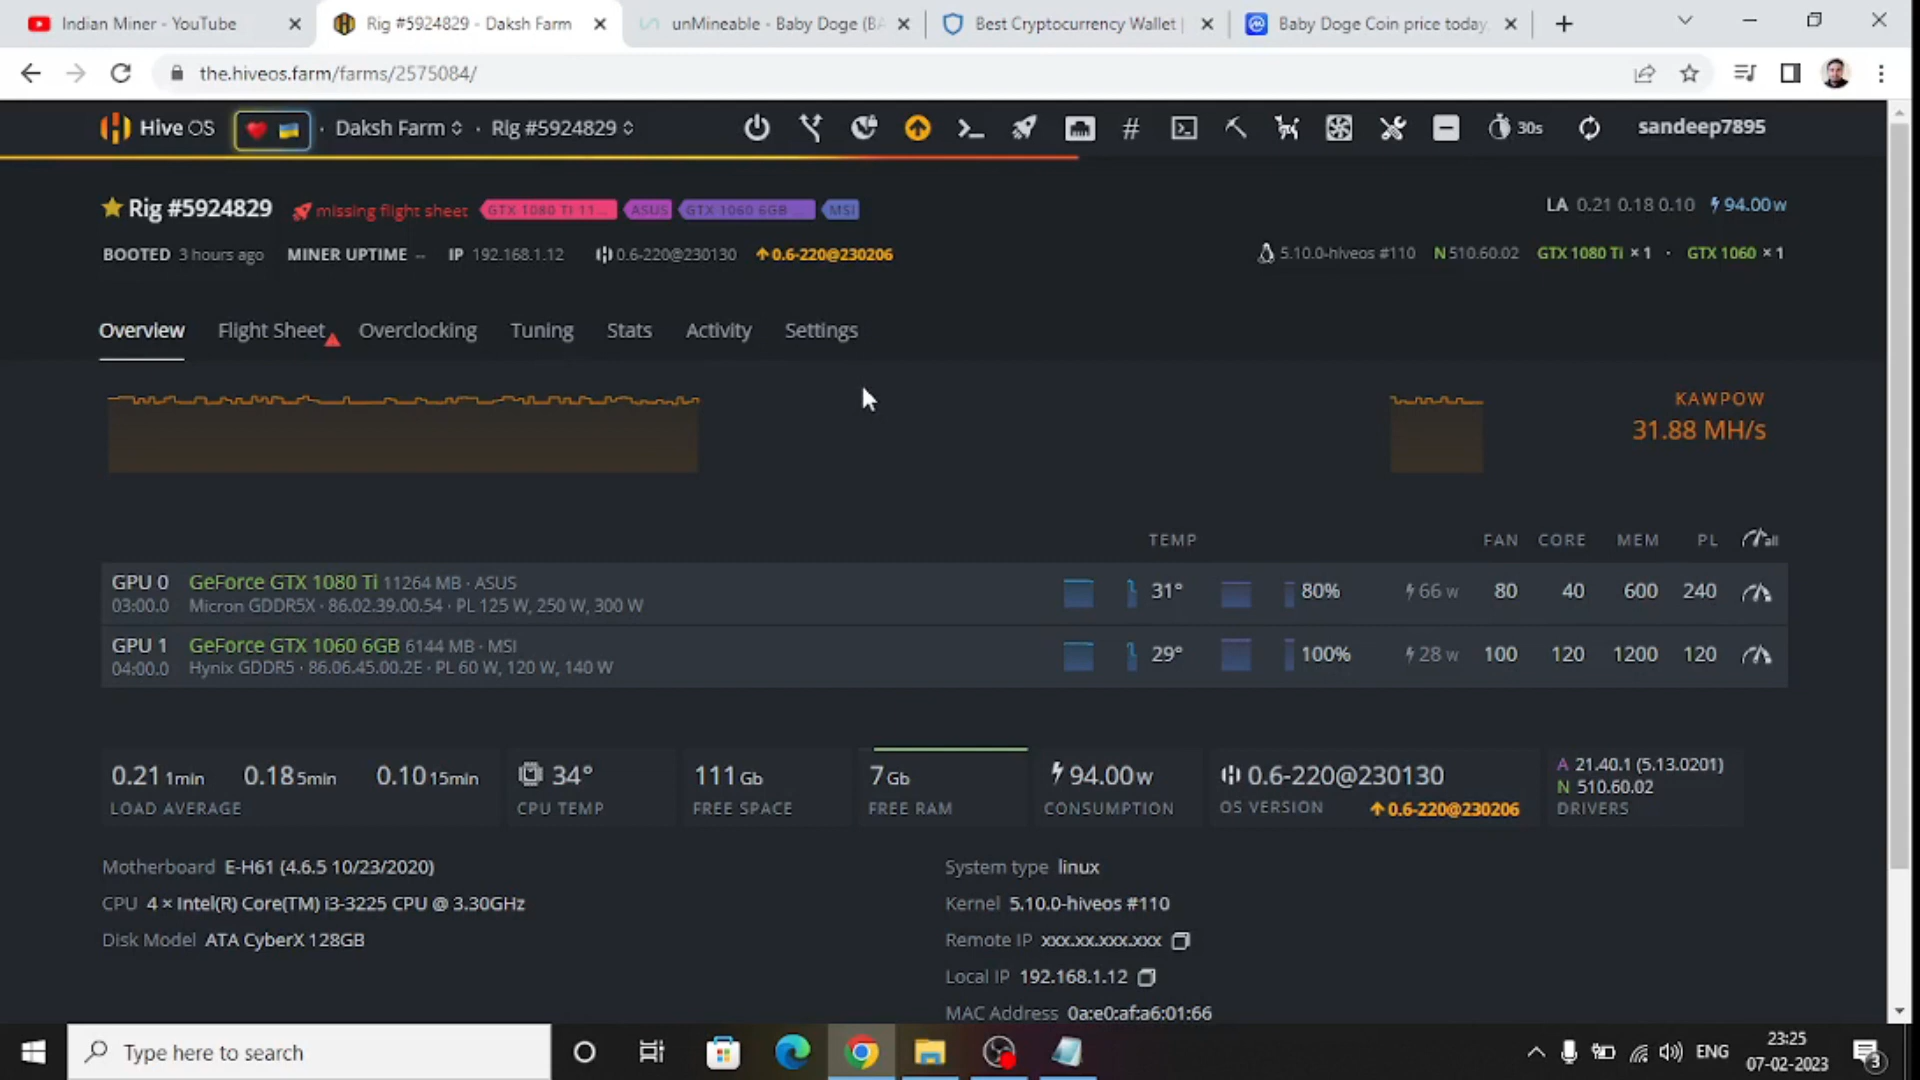 Indian Miner - YouTube
Rig #5924829 - Daksh Farm
unMineable - Baby Doge (BA
Best Cryptocurrency Wallet |
Baby Doge Coin price today,
the.hiveos.farm/farms/2575084/
Hive OS
· Daksh Farm · Rig #5924829
30s
sandeep7895
Rig #5924829
missing flight sheet
GTX 1080 TI 11...
ASUS
GTX 1060 6GB ...
MSI
LA 0.21 0.18 0.10 94.00 w
BOOTED 3 hours ago MINER UPTIME -- IP 192.168.1.12 0.6-220@230130 0.6-220@230206
5.10.0-hiveos #110 N 510.60.02 GTX 1080 Ti × 1 · GTX 1060 × 1
Overview Flight Sheet Overclocking Tuning Stats Activity Settings
KAWPOW
31.88 MH/s
TEMP FAN CORE MEM PL all
GPU 0 GeForce GTX 1080 Ti 11264 MB · ASUS
03:00.0 Micron GDDR5X · 86.02.39.00.54 · PL 125 W, 250 W, 300 W
31° 80% 66 w 80 40 600 240
GPU 1 GeForce GTX 1060 6GB 6144 MB · MSI
04:00.0 Hynix GDDR5 · 86.06.45.00.2E · PL 60 W, 120 W, 140 W
29° 100% 28 w 100 120 1200 120
0.21 1min 0.18 5min 0.10 15min
LOAD AVERAGE
34°
CPU TEMP
111 Gb
FREE SPACE
7 Gb
FREE RAM
94.00 w
CONSUMPTION
0.6-220@230130
OS VERSION 0.6-220@230206
A 21.40.1 (5.13.0201)
N 510.60.02
DRIVERS
Motherboard E-H61 (4.6.5 10/23/2020)
CPU 4 × Intel(R) Core(TM) i3-3225 CPU @ 3.30GHz
Disk Model ATA CyberX 128GB
System type linux
Kernel 5.10.0-hiveos #110
Remote IP xxx.xx.xxx.xxx
Local IP 192.168.1.12
MAC Address 0a:e0:af:a6:01:66
Type here to search
ENG
23:25
07-02-2023
3